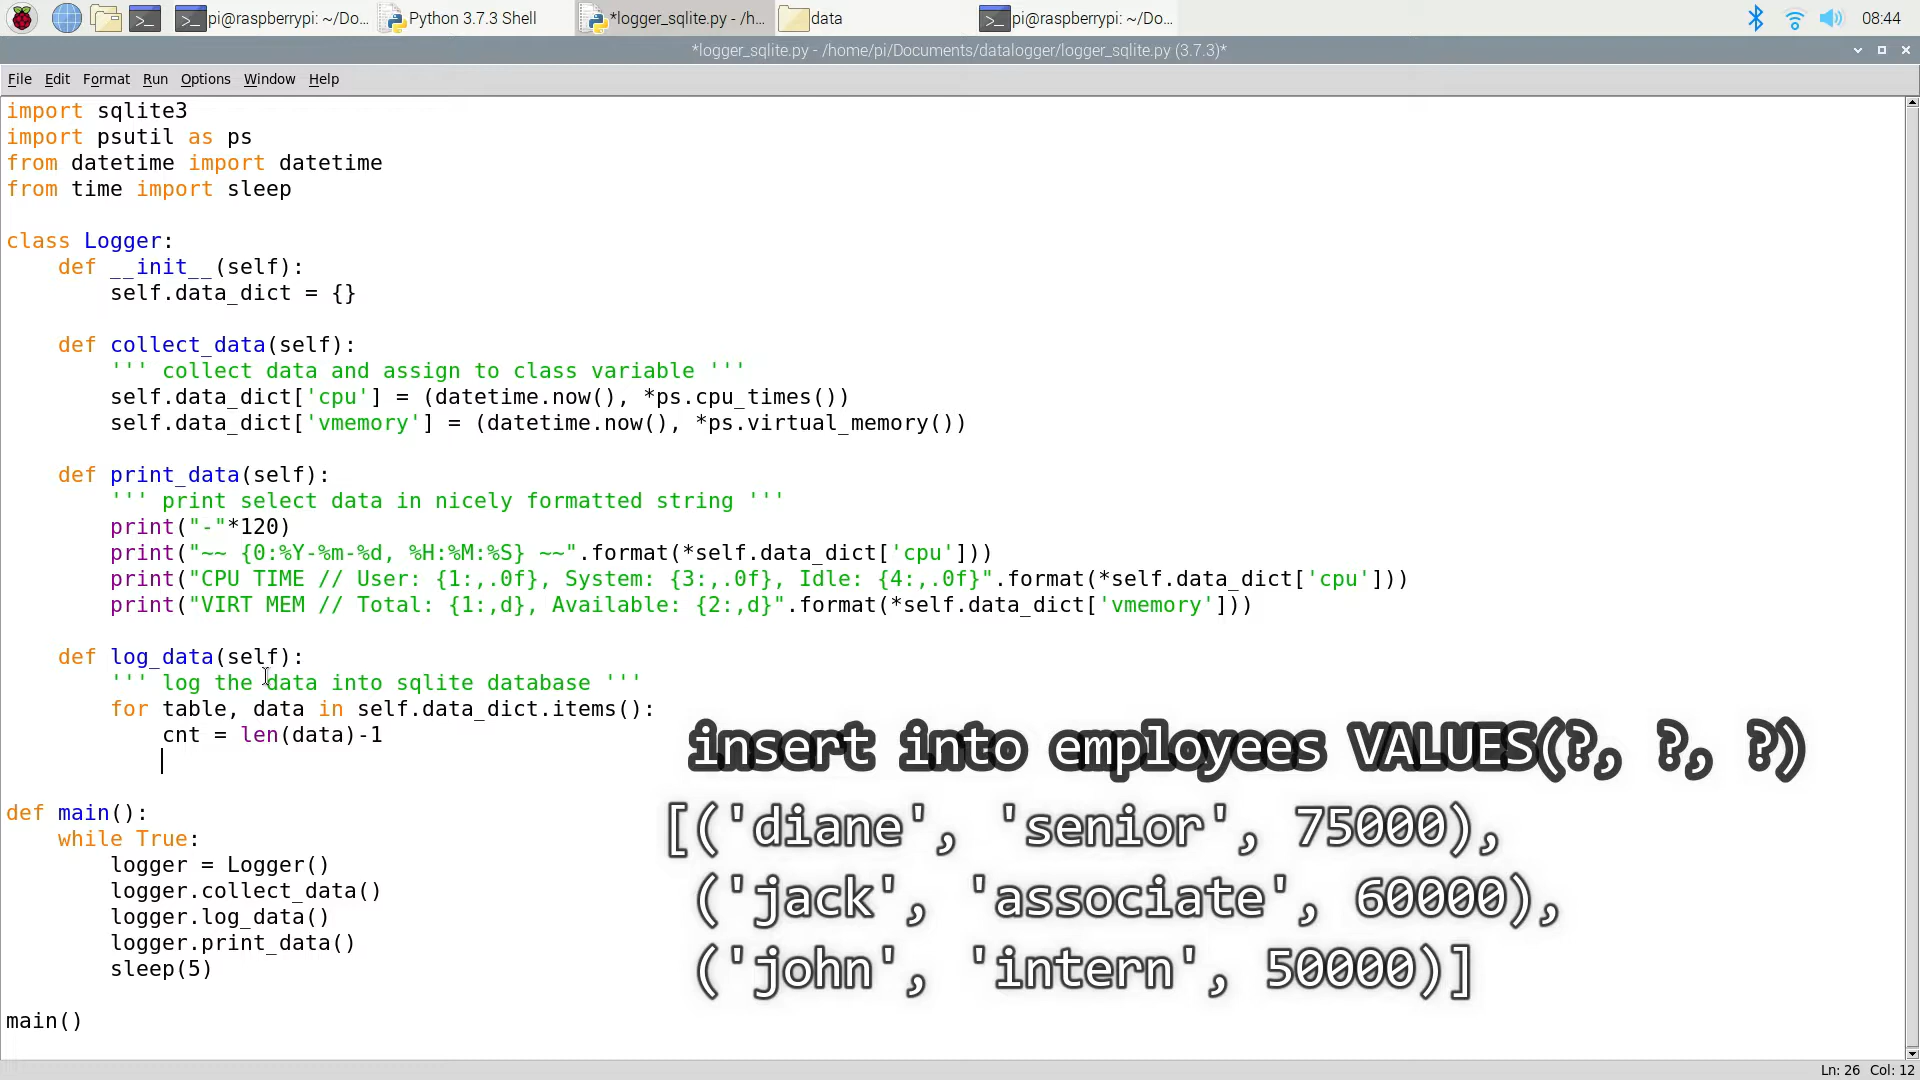 pi@raspberrypi: ~/Do...
Python 3.7.3 Shell
*logger_sqlite.py - /h...
data
pi@raspberrypi: ~/Do...
08:44
*logger_sqlite.py - /home/pi/Documents/datalogger/logger_sqlite.py (3.7.3)*
File Edit Format Run Options Window Help
import sqlite3
import psutil as ps
from datetime import datetime
from time import sleep
class Logger:
    def __init__(self):
        self.data_dict = {}
    def collect_data(self):
        ''' collect data and assign to class variable '''
        self.data_dict['cpu'] = (datetime.now(), *ps.cpu_times())
        self.data_dict['vmemory'] = (datetime.now(), *ps.virtual_memory())
    def print_data(self):
        ''' print select data in nicely formatted string '''
        print("-"*120)
        print("~~ {0:%Y-%m-%d, %H:%M:%S} ~~".format(*self.data_dict['cpu']))
        print("CPU TIME // User: {1:,.0f}, System: {3:,.0f}, Idle: {4:,.0f}".format(*self.data_dict['cpu']))
        print("VIRT MEM // Total: {1:,d}, Available: {2:,d}".format(*self.data_dict['vmemory']))
    def log_data(self):
        ''' log the data into sqlite database '''
        for table, data in self.data_dict.items():
            cnt = len(data)-1
def main():
    while True:
        logger = Logger()
        logger.collect_data()
        logger.log_data()
        logger.print_data()
        sleep(5)
main()
insert into employees VALUES(?, ?, ?)
[('diane', 'senior', 75000),
('jack', 'associate', 60000),
('john', 'intern', 50000)]
Ln: 26 Col: 12